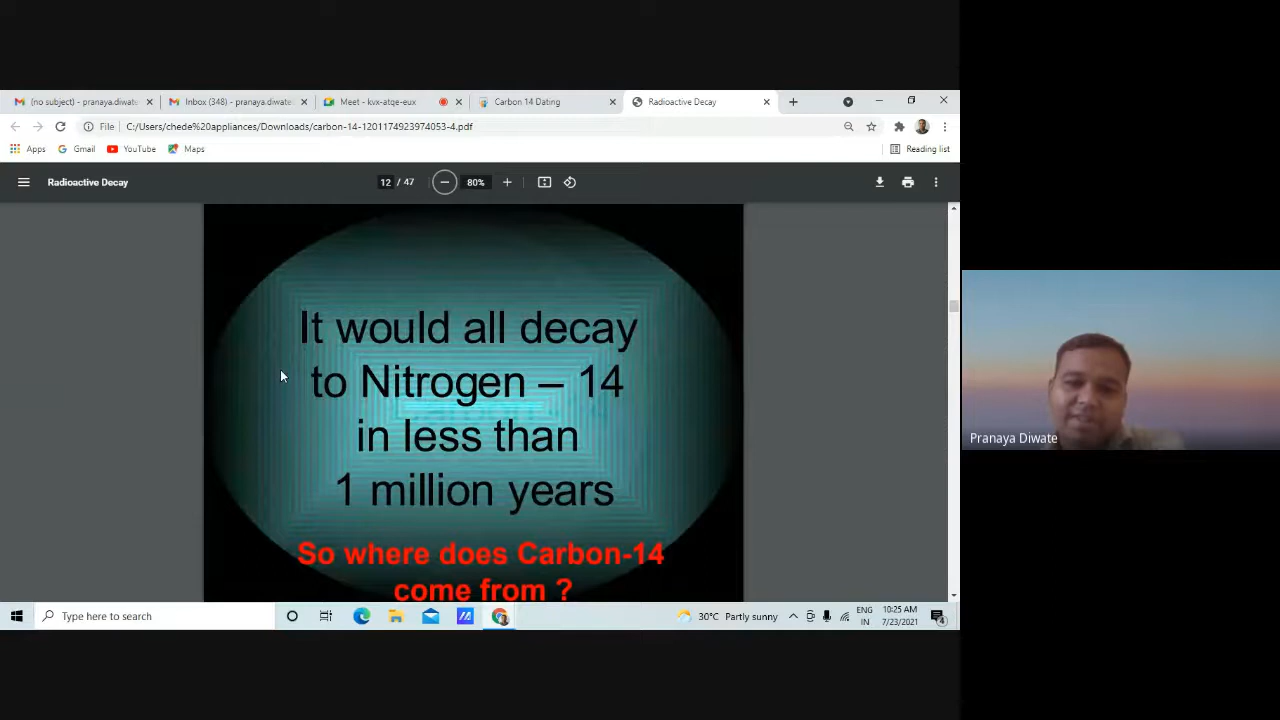 (no subject) - pranaya.diwate
Inbox (348) - pranaya.diwate
Meet - kvx-atqe-eux
Carbon 14 Dating
Radioactive Decay
File
C:/Users/chede%20appliances/Downloads/carbon-14-1201174923974053-4.pdf
Apps
Gmail
YouTube
Maps
Reading list
Radioactive Decay
12 / 47
80%
It would all decay
to Nitrogen – 14
in less than
1 million years
So where does Carbon-14
come from ?
Pranaya Diwate
Type here to search
30°C Partly sunny
ENG
IN
10:25 AM
7/23/2021
4